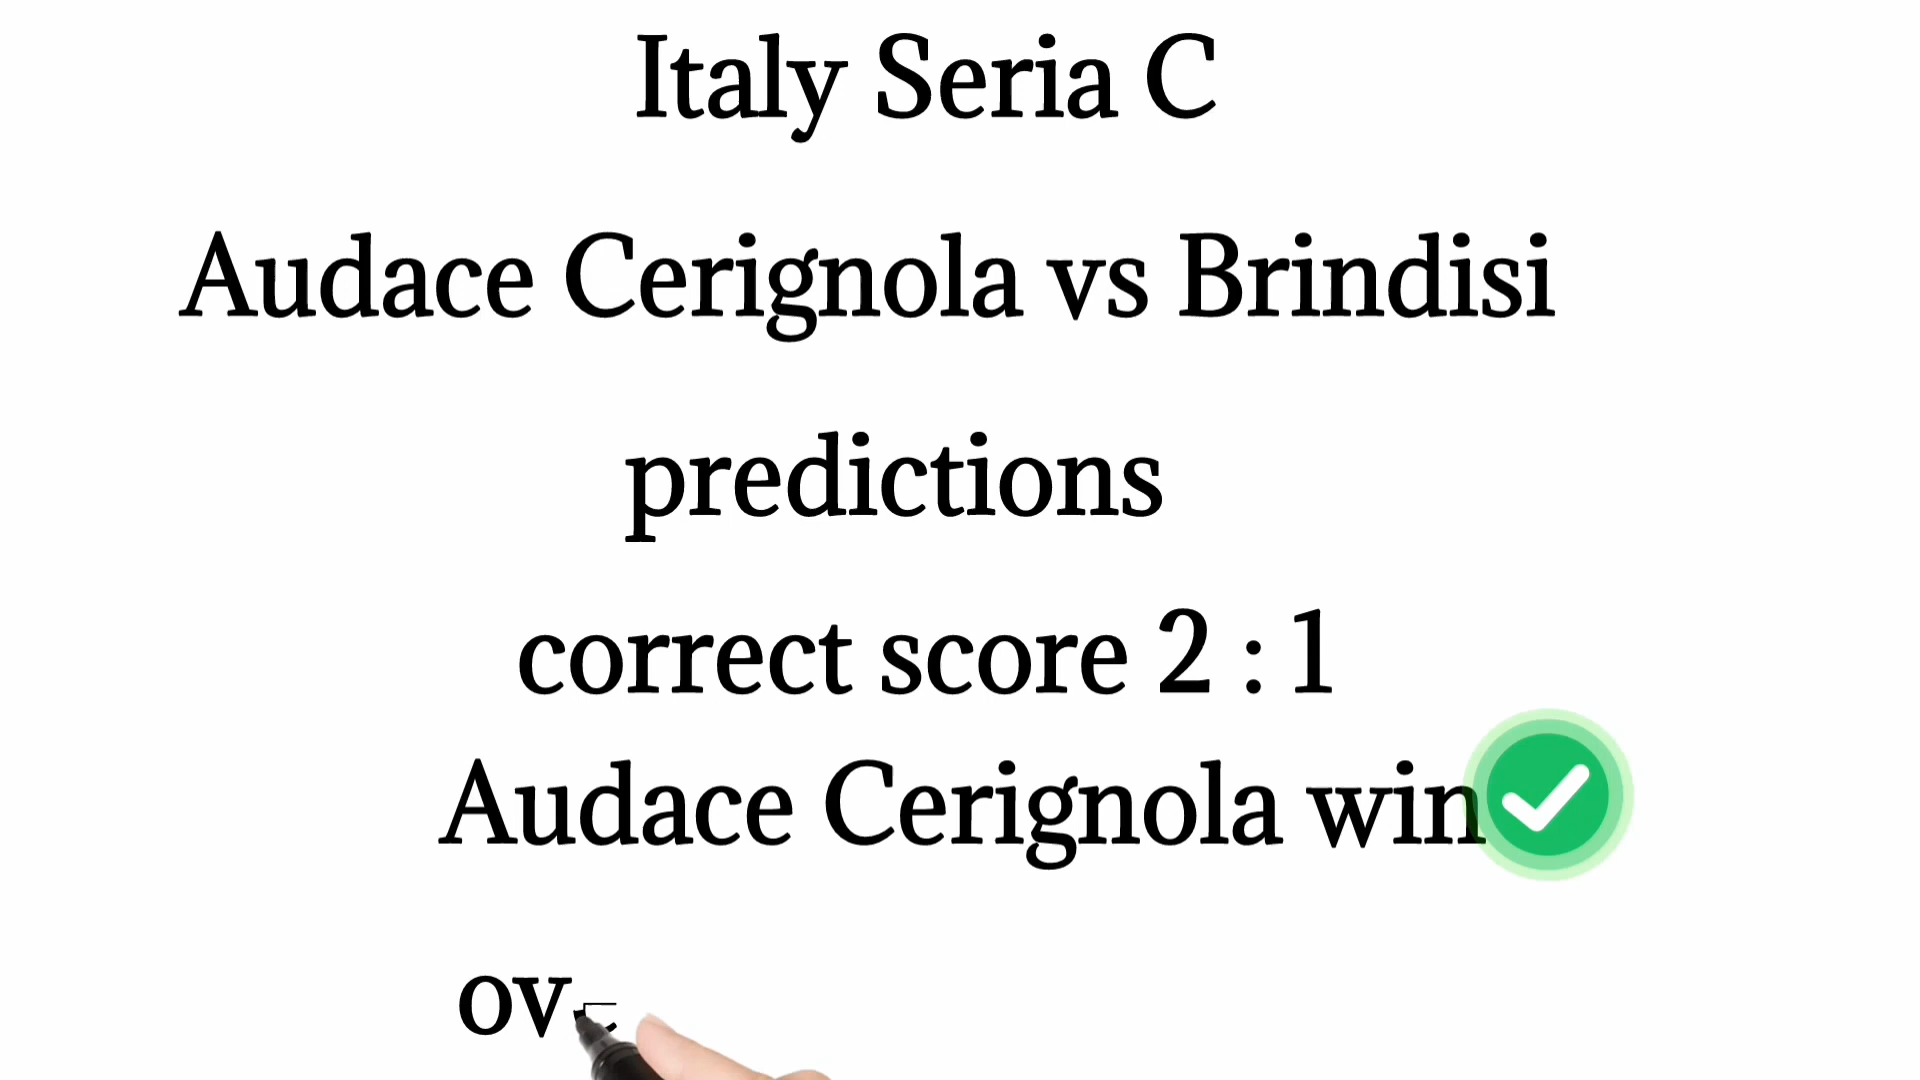 Italy Seria C
Audace Cerignola vs Brindisi
predictions
correct score 2 : 1
Audace Cerignola win
ov